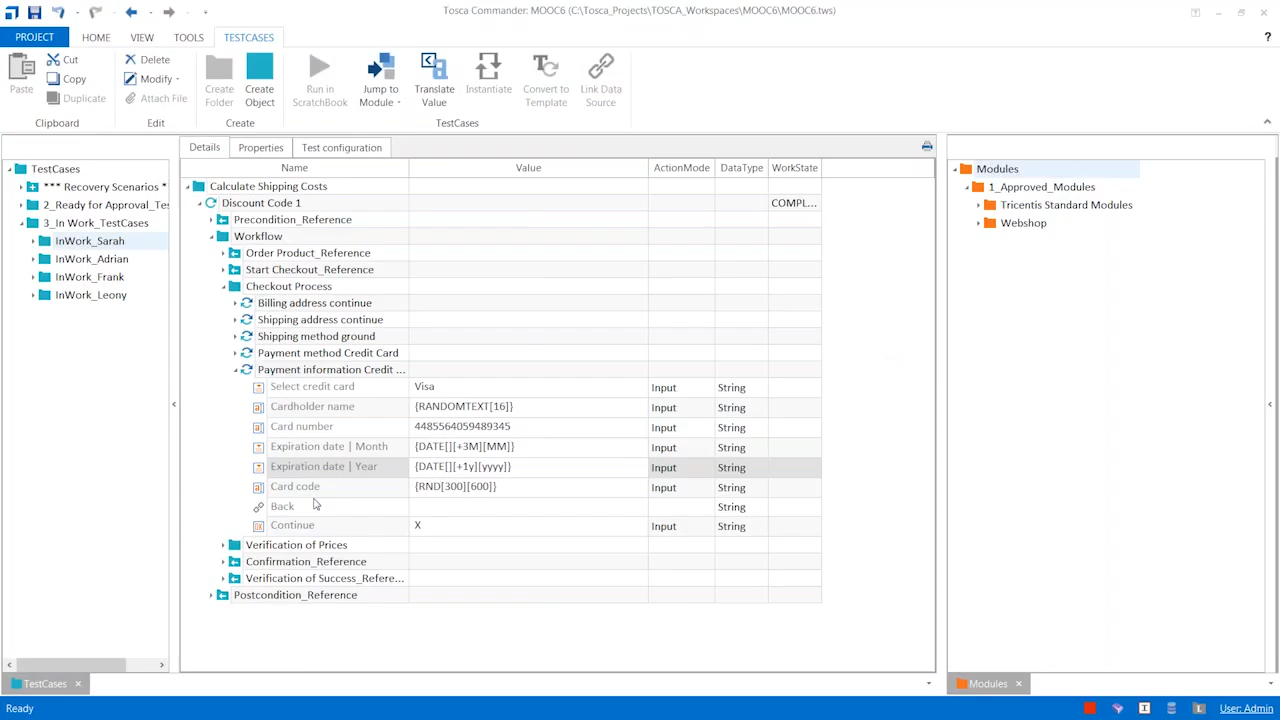 Tosca Commander: MOOC6 (C:\Tosca_Projects\TOSCA_Workspaces\MOOC6\MOOC6.tws)
PROJECT HOME VIEW TOOLS TESTCASES
?
Paste
Cut
Copy
Duplicate
Clipboard
Delete
Modify
Attach File
Edit
Create Folder
Create Object
Create
Run in ScratchBook
Jump to Module
Translate Value
Instantiate
Convert to Template
Link Data Source
TestCases
TestCases
*** Recovery Scenarios *
2_Ready for Approval_Tes
3_In Work_TestCases
InWork_Sarah
InWork_Adrian
InWork_Frank
InWork_Leony
Details Properties Test configuration
Name Value ActionMode DataType WorkState
Calculate Shipping Costs
Discount Code 1 COMPL...
Precondition_Reference
Workflow
Order Product_Reference
Start Checkout_Reference
Checkout Process
Billing address continue
Shipping address continue
Shipping method ground
Payment method Credit Card
Payment information Credit ...
Select credit card Visa Input String
Cardholder name {RANDOMTEXT[16]} Input String
Card number 4485564059489345 Input String
Expiration date | Month {DATE[][+3M][MM]} Input String
Expiration date | Year {DATE[][+1y][yyyy]} Input String
Card code {RND[300][600]} Input String
Back String
Continue X Input String
Verification of Prices
Confirmation_Reference
Verification of Success_Refere...
Postcondition_Reference
Modules
1_Approved_Modules
Tricentis Standard Modules
Webshop
TestCases
Modules
Ready
User: Admin